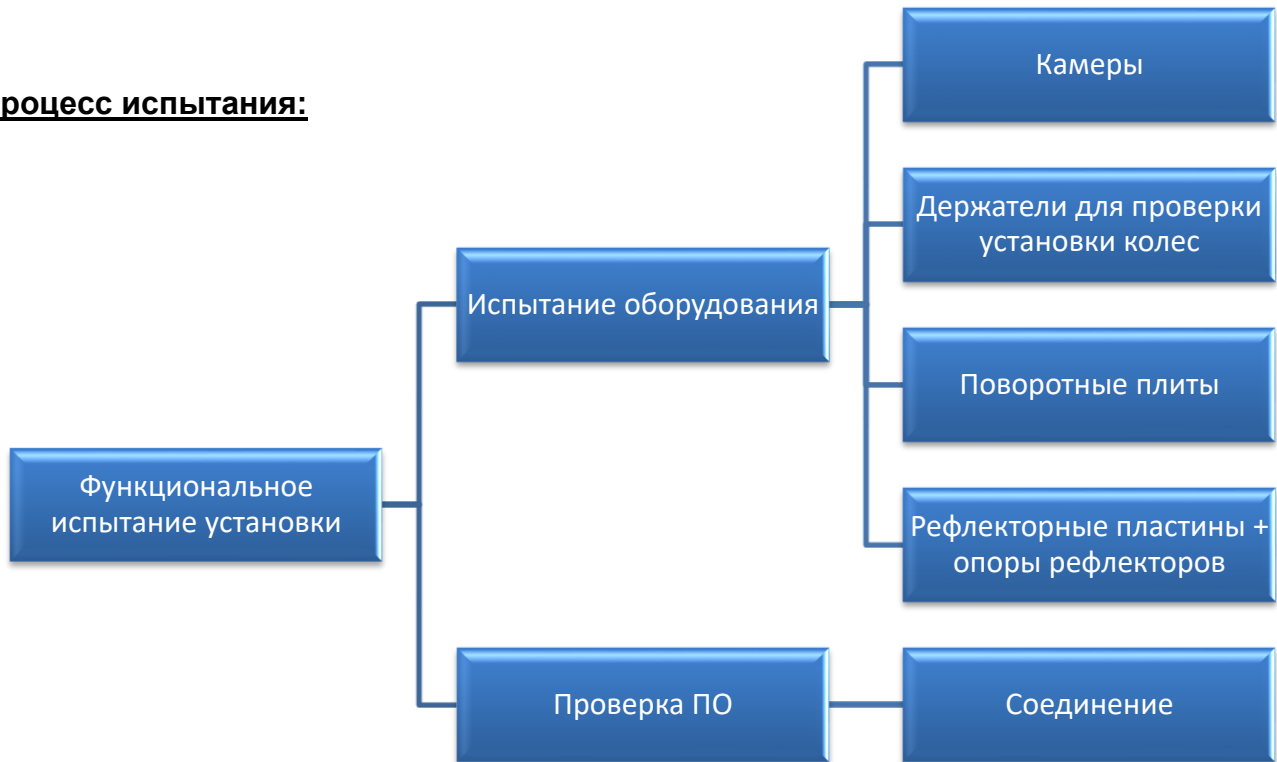 роцесс испытания:
Камеры
Держатели для проверки
установки колес
Испытание оборудования
Поворотные плиты
Функциональное
испытание установки
Рефлекторные пластины +
опоры рефлекторов
Проверка ПО
Соединение